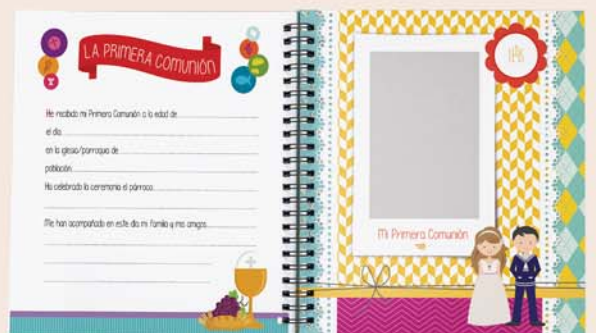 LA PRIMERA COMUNIÓN
He recibido mi Primera Comunión a la edad de
el día
en la iglesia/parroquia de
población
Ha celebrado la ceremonia el párroco
Me han acompañado en este día mi familia y mis amigos
Mi Primera Comunión